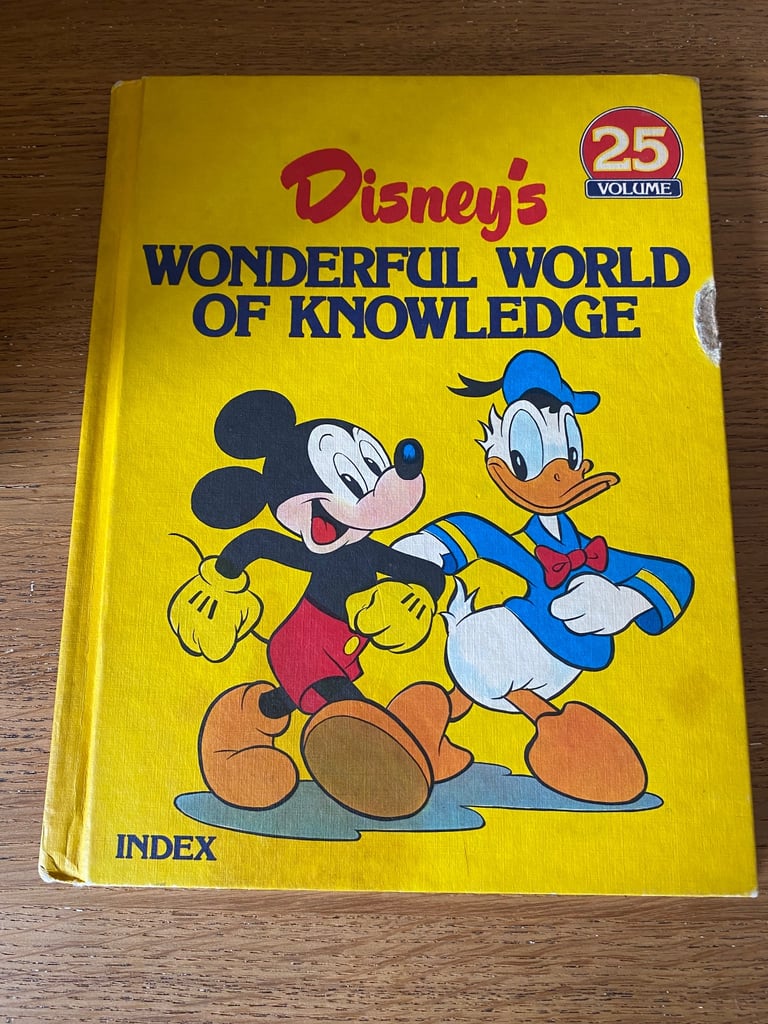 25
VOLUME
Disney's
WONDERFUL WORLD
OF KNOWLEDGE
INDEX